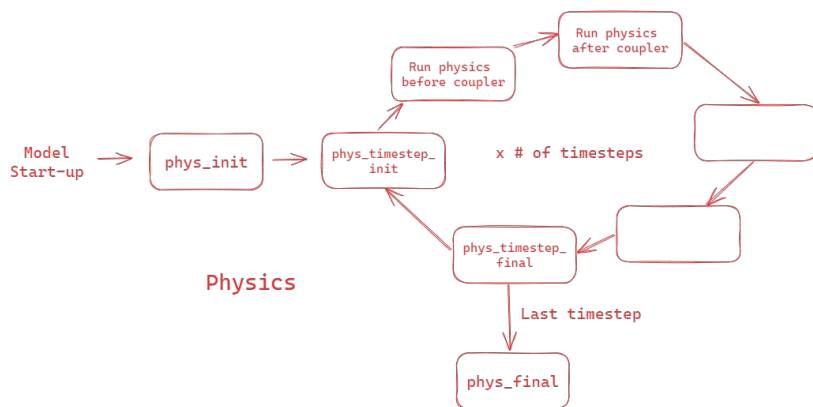 Model
Start-up
phys_init
phys_timestep_
init
Run physics
before coupler
Run physics
after coupler
x # of timesteps
phys_timestep_
final
Physics
Last timestep
phys_final